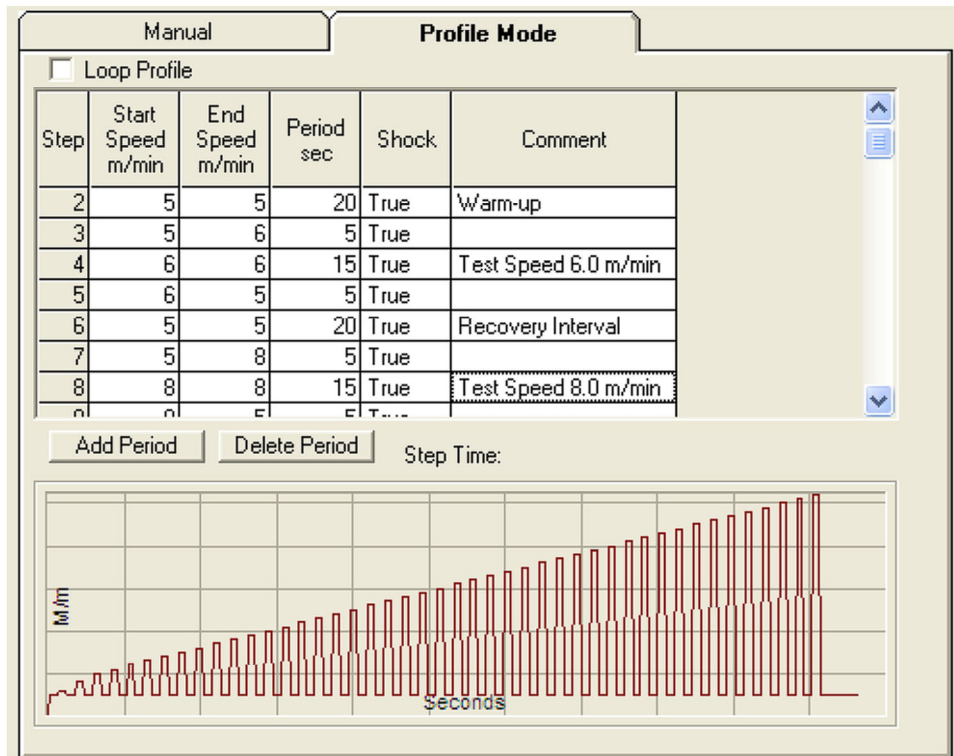 Manual Profile Mode
Loop Profile
Step Start Speed m/min End Speed m/min Period sec Shock Comment
2 5 5 20 True Warm-up
3 5 6 5 True
4 6 6 15 True Test Speed 6.0 m/min
5 6 5 5 True
6 5 5 20 True Recovery Interval
7 5 8 5 True
8 8 8 15 True Test Speed 8.0 m/min
Add Period Delete Period Step Time:
M/m
Seconds